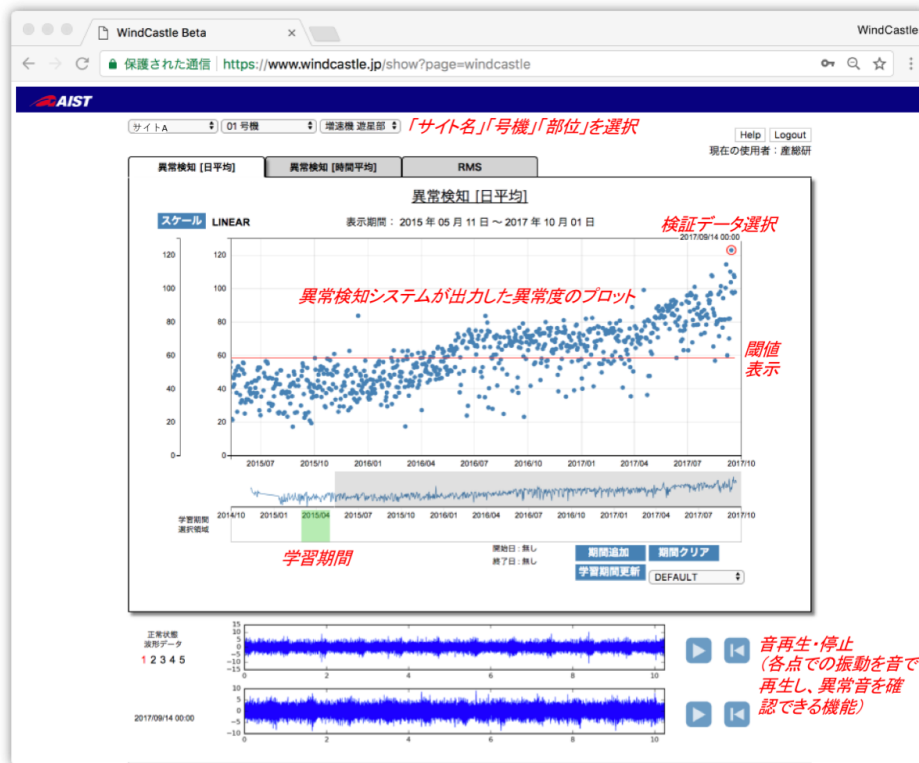 WindCastle Beta
WindCastle
保護された通信 https://www.windcastle.jp/show?page=windcastle
AIST
サイトA 01 号機 増速機 遊星部 「サイト名」「号機」「部位」を選択
Help Logout
現在の使用者：産総研
異常検知 [日平均] 異常検知 [時間平均] RMS
異常検知 [日平均]
スケール LINEAR 表示期間： 2015 年 05 月 11 日 ～ 2017 年 10 月 01 日
検証データ選択
2017/09/14 00:00
120 120
100 100
異常検知システムが出力した異常度のプロット
80 80
60 60
閾値
表示
40 40
20 20
0 0
2015/07 2015/10 2016/01 2016/04 2016/07 2016/10 2017/01 2017/04 2017/07 2017/10
2014/10 2015/01 2015/04 2015/07 2015/10 2016/01 2016/04 2016/07 2016/10 2017/01 2017/04 2017/07 2017/10
学習期間
選択領域
学習期間
開始日 : 無し
終了日 : 無し
期間追加 期間クリア
学習期間更新 DEFAULT
正常状態
波形データ
1 2 3 4 5
15
10
5
0
−5
−10
−15
0 2 4 6 8 10
音再生・停止
（各点での振動を音で
再生し、異常音を確
認できる機能）
2017/09/14 00:00
10
5
0
−5
−10
0 2 4 6 8 10